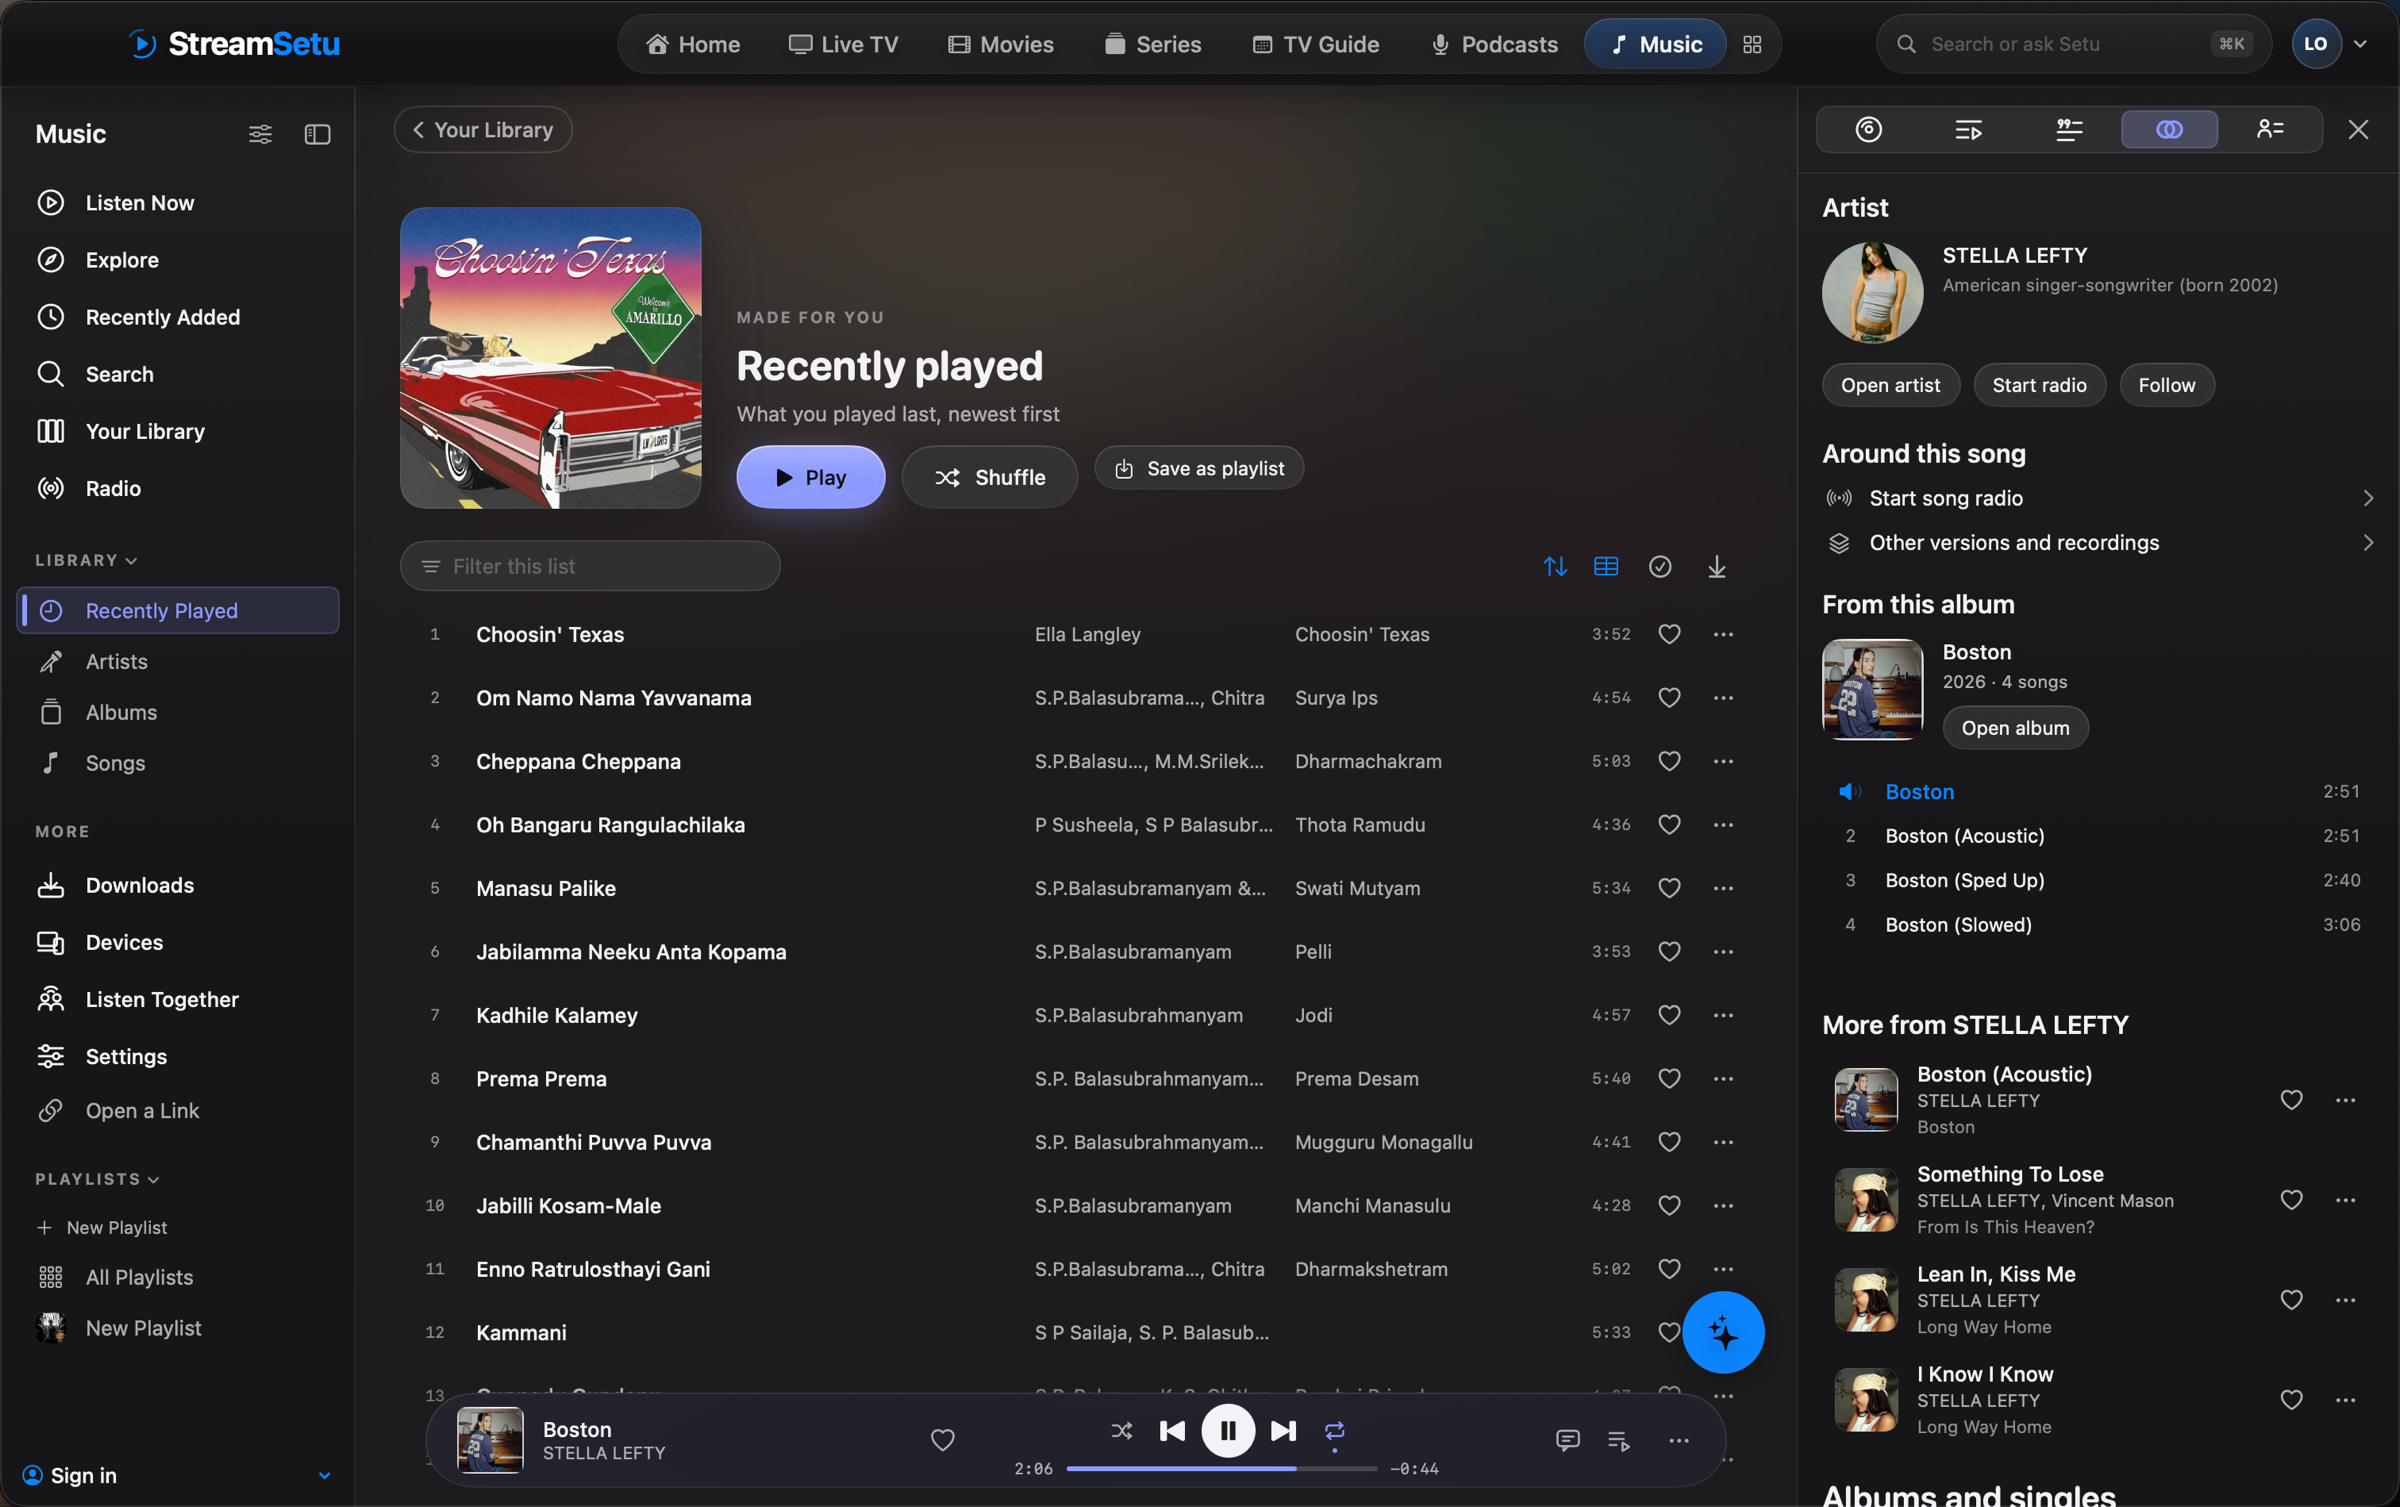 StreamSetu
Home
Live TV
Movies
Series
TV Guide
Podcasts
Music
Search or ask Setu
⌘K
LO
Music
Listen Now
Explore
Recently Added
Search
Your Library
Radio
LIBRARY
Recently Played
Artists
Albums
Songs
MORE
Downloads
Devices
Listen Together
Settings
Open a Link
PLAYLISTS
New Playlist
All Playlists
New Playlist
Sign in
Your Library
Choosin' Texas
Welcome to
AMARILLO
MADE FOR YOU
Recently played
What you played last, newest first
Play
Shuffle
Save as playlist
Filter this list
1 Choosin' Texas Ella Langley Choosin' Texas 3:52
2 Om Namo Nama Yavvanama S.P.Balasubrama..., Chitra Surya Ips 4:54
3 Cheppana Cheppana S.P.Balasu..., M.M.Srilek... Dharmachakram 5:03
4 Oh Bangaru Rangulachilaka P Susheela, S P Balasubr... Thota Ramudu 4:36
5 Manasu Palike S.P.Balasubramanyam &... Swati Mutyam 5:34
6 Jabilamma Neeku Anta Kopama S.P.Balasubramanyam Pelli 3:53
7 Kadhile Kalamey S.P.Balasubrahmanyam Jodi 4:57
8 Prema Prema S.P. Balasubrahmanyam... Prema Desam 5:40
9 Chamanthi Puvva Puvva S.P. Balasubrahmanyam... Mugguru Monagallu 4:41
10 Jabilli Kosam-Male S.P.Balasubramanyam Manchi Manasulu 4:28
11 Enno Ratrulosthayi Gani S.P.Balasubrama..., Chitra Dharmakshetram 5:02
12 Kammani S P Sailaja, S. P. Balasub... 5:33
13
Boston
STELLA LEFTY
2:06
−0:44
Artist
STELLA LEFTY
American singer-songwriter (born 2002)
Open artist
Start radio
Follow
Around this song
Start song radio
Other versions and recordings
From this album
Boston
2026 · 4 songs
Open album
Boston 2:51
2 Boston (Acoustic) 2:51
3 Boston (Sped Up) 2:40
4 Boston (Slowed) 3:06
More from STELLA LEFTY
Boston (Acoustic)
STELLA LEFTY
Boston
Something To Lose
STELLA LEFTY, Vincent Mason
From Is This Heaven?
Lean In, Kiss Me
STELLA LEFTY
Long Way Home
I Know I Know
STELLA LEFTY
Long Way Home
Albums and singles